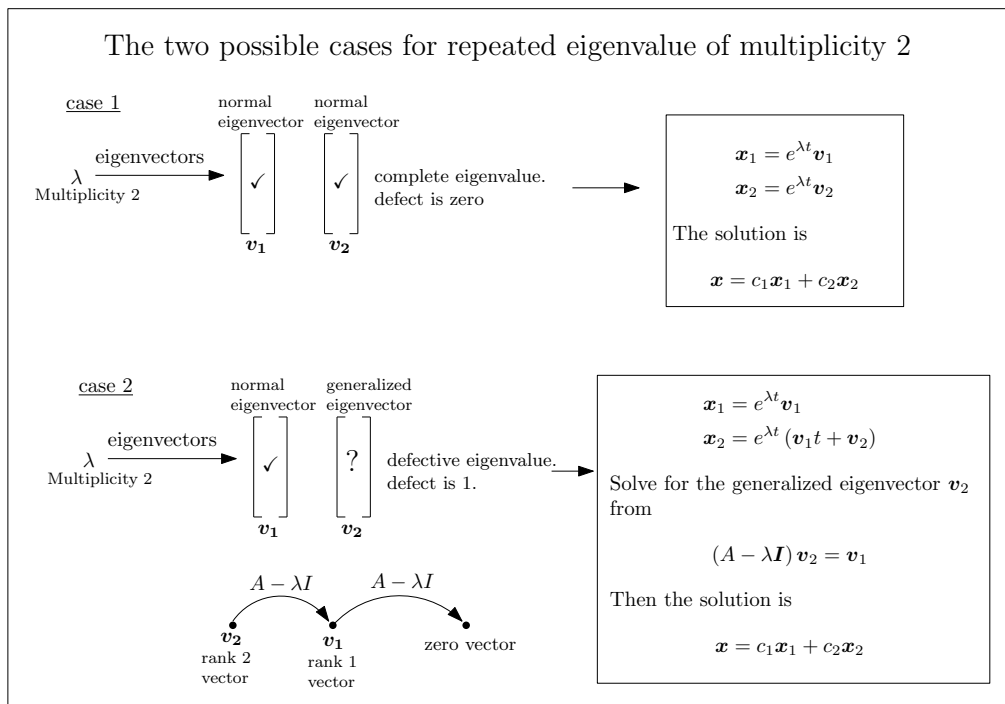 The two possible cases for repeated eigenvalue of multiplicity 2
case 1
normal
eigenvector
normal
eigenvector
eigenvectors
λ
Multiplicity 2
✓
✓
v₁
v₂
complete eigenvalue.
defect is zero
x₁ = e^{λt} v₁
x₂ = e^{λt} v₂
The solution is
x = c₁x₁ + c₂x₂
case 2
normal
eigenvector
generalized
eigenvector
eigenvectors
λ
Multiplicity 2
✓
?
v₁
v₂
defective eigenvalue.
defect is 1.
x₁ = e^{λt} v₁
x₂ = e^{λt} (v₁t + v₂)
Solve for the generalized eigenvector v₂
from
(A − λI) v₂ = v₁
Then the solution is
x = c₁x₁ + c₂x₂
A − λI
A − λI
v₂
rank 2
vector
v₁
rank 1
vector
zero vector